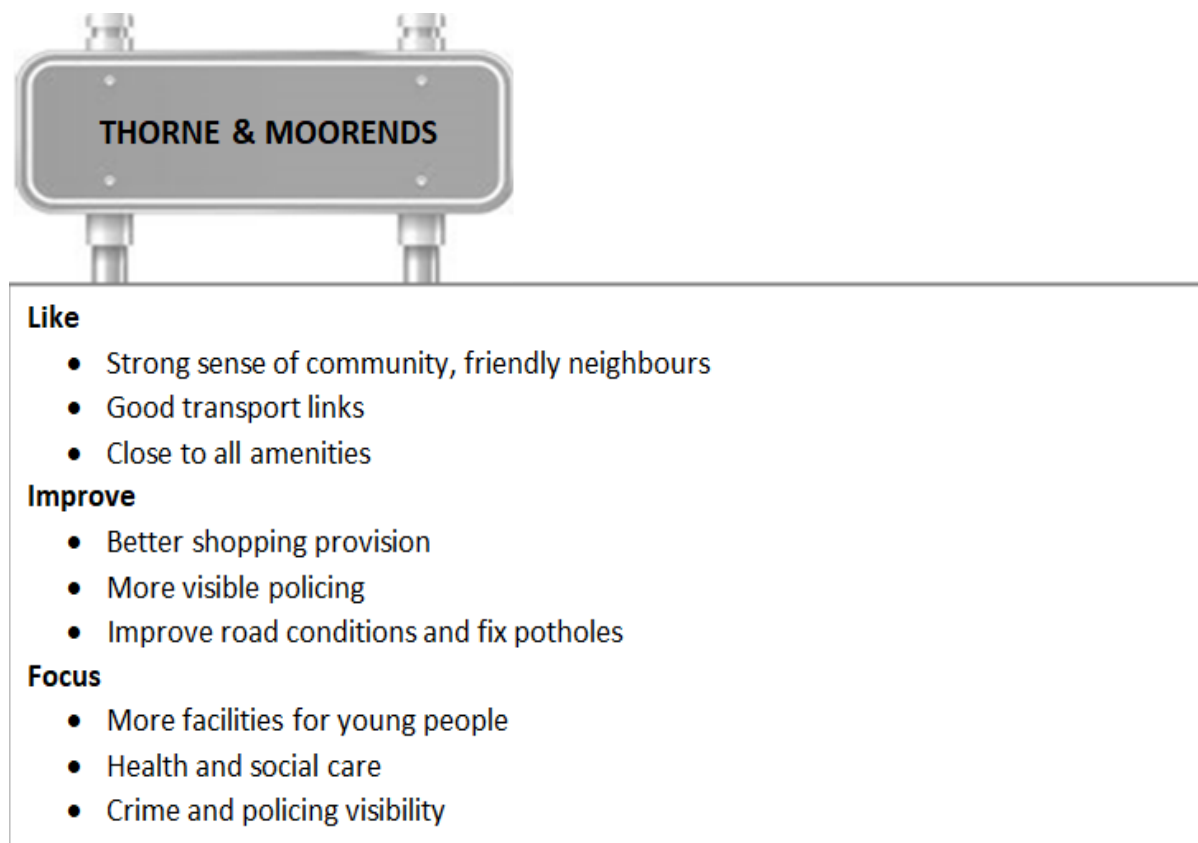 THORNE & MOORENDS
Like
• Strong sense of community, friendly neighbours
• Good transport links
• Close to all amenities
Improve
• Better shopping provision
• More visible policing
• Improve road conditions and fix potholes
Focus
• More facilities for young people
• Health and social care
• Crime and policing visibility